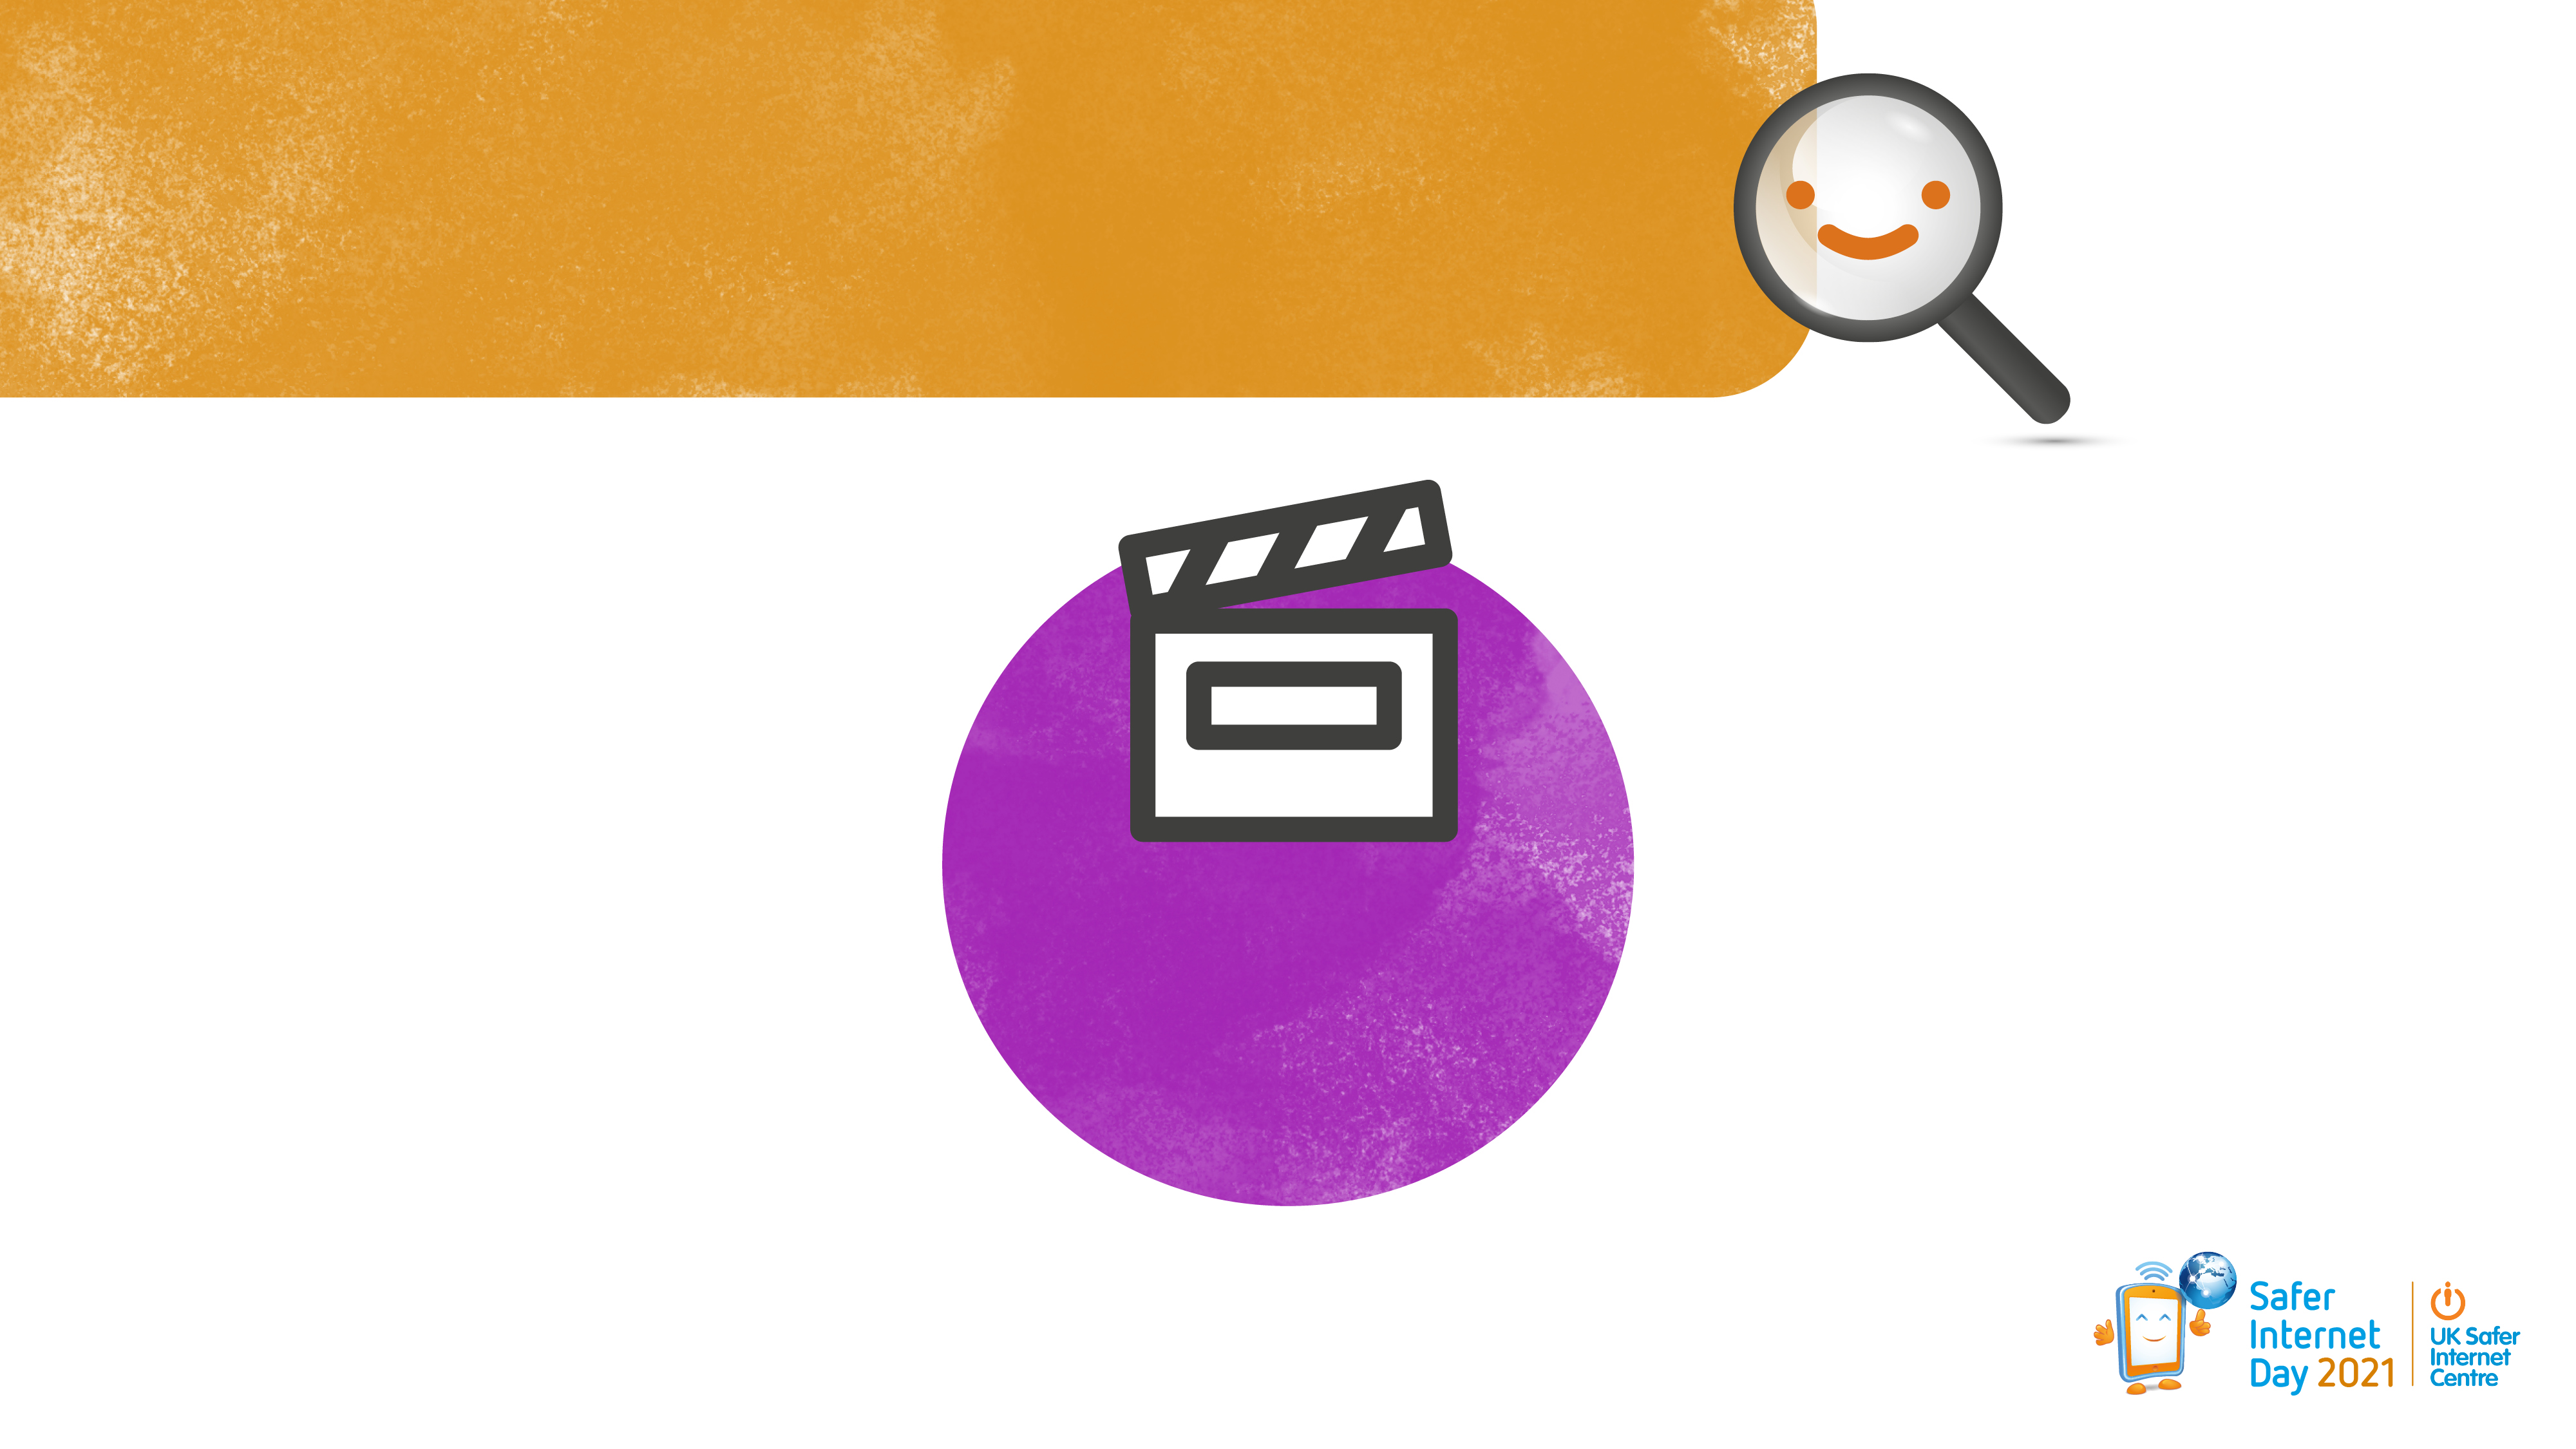 Safer
Internet
Day 2021
UK Safer
Internet
Centre